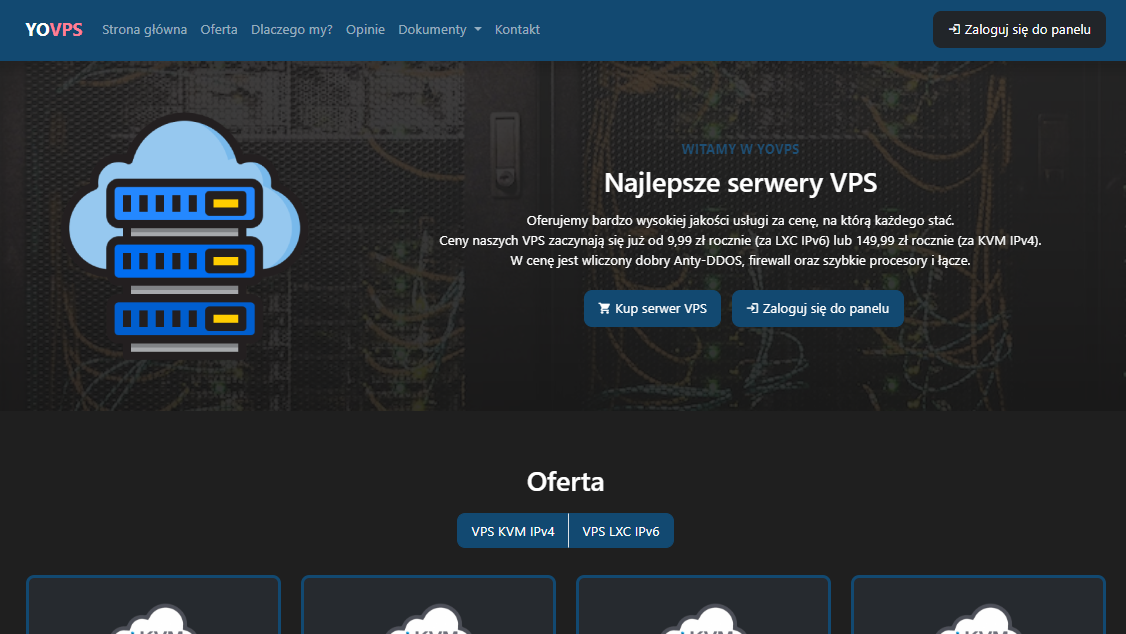 YOVPS
Strona główna
Oferta
Dlaczego my?
Opinie
Dokumenty
Kontakt
Zaloguj się do panelu
WITAMY W YOVPS
Najlepsze serwery VPS
Oferujemy bardzo wysokiej jakości usługi za cenę, na którą każdego stać.
Ceny naszych VPS zaczynają się już od 9,99 zł rocznie (za LXC IPv6) lub 149,99 zł rocznie (za KVM IPv4).
W cenę jest wliczony dobry Anty-DDOS, firewall oraz szybkie procesory i łącze.
Kup serwer VPS
Zaloguj się do panelu
Oferta
VPS KVM IPv4
VPS LXC IPv6